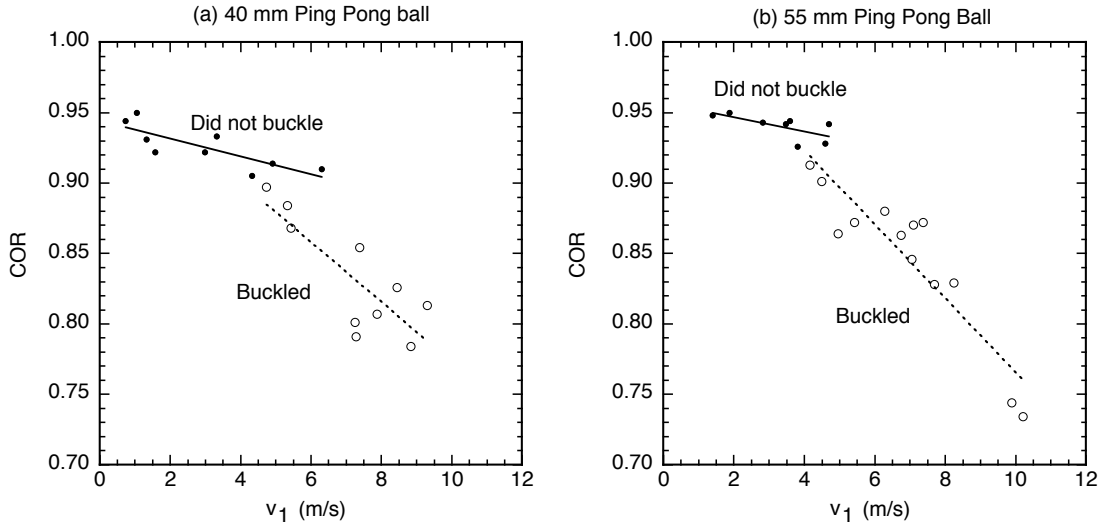 (a) 40 mm Ping Pong ball
1.00
0.95
0.90
0.85
0.80
0.75
0.70
COR
Did not buckle
Buckled
0 2 4 6 8 10 12
v1 (m/s)
(b) 55 mm Ping Pong Ball
1.00
0.95
0.90
0.85
0.80
0.75
0.70
COR
Did not buckle
Buckled
0 2 4 6 8 10 12
v1 (m/s)